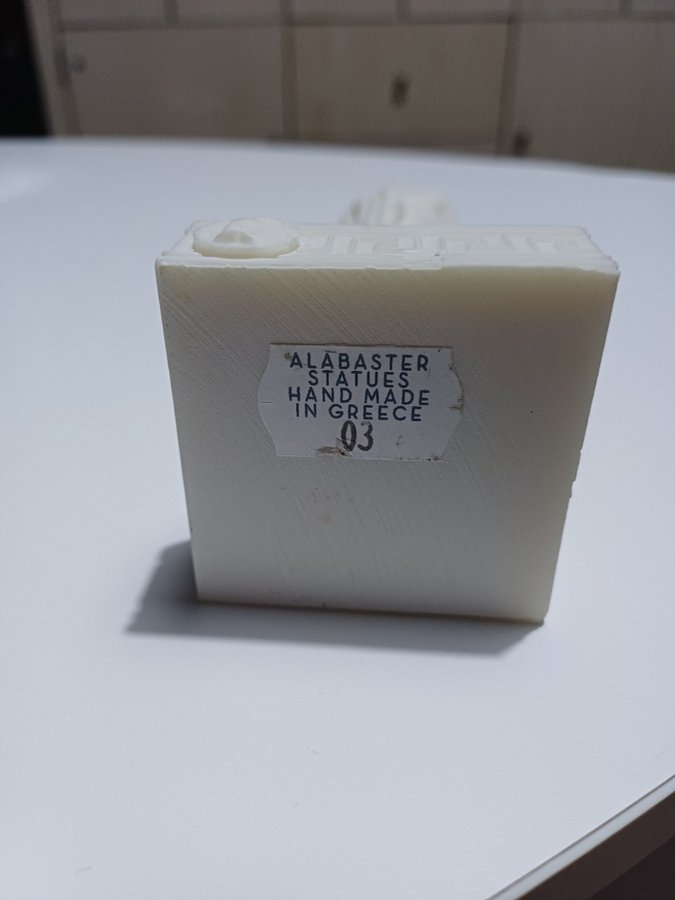 ALABASTER
STATUES
HAND MADE
IN GREECE
03